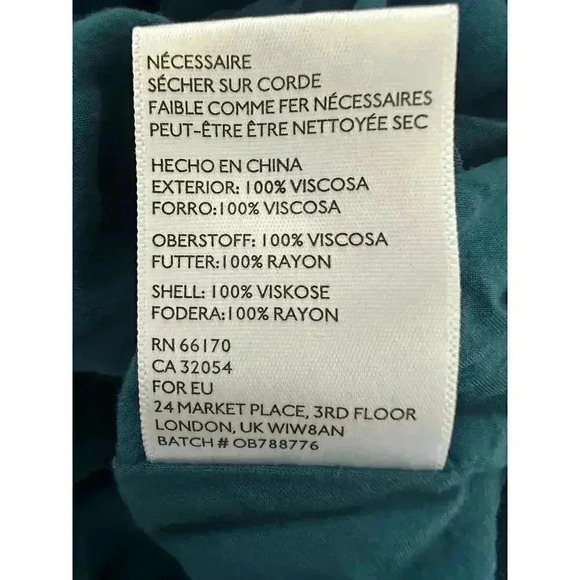 NÉCESSAIRE
SÉCHER SUR CORDE
FAIBLE COMME FER NÉCESSAIRES
PEUT-ÊTRE ÊTRE NETTOYÉE SEC
HECHO EN CHINA
EXTERIOR: 100% VISCOSA
FORRO:100% VISCOSA
OBERSTOFF: 100% VISCOSA
FUTTER:100% RAYON
SHELL: 100% VISKOSE
FODERA:100% RAYON
RN 66170
CA 32054
FOR EU
24 MARKET PLACE, 3RD FLOOR
LONDON, UK WIW8AN
BATCH # OB788776